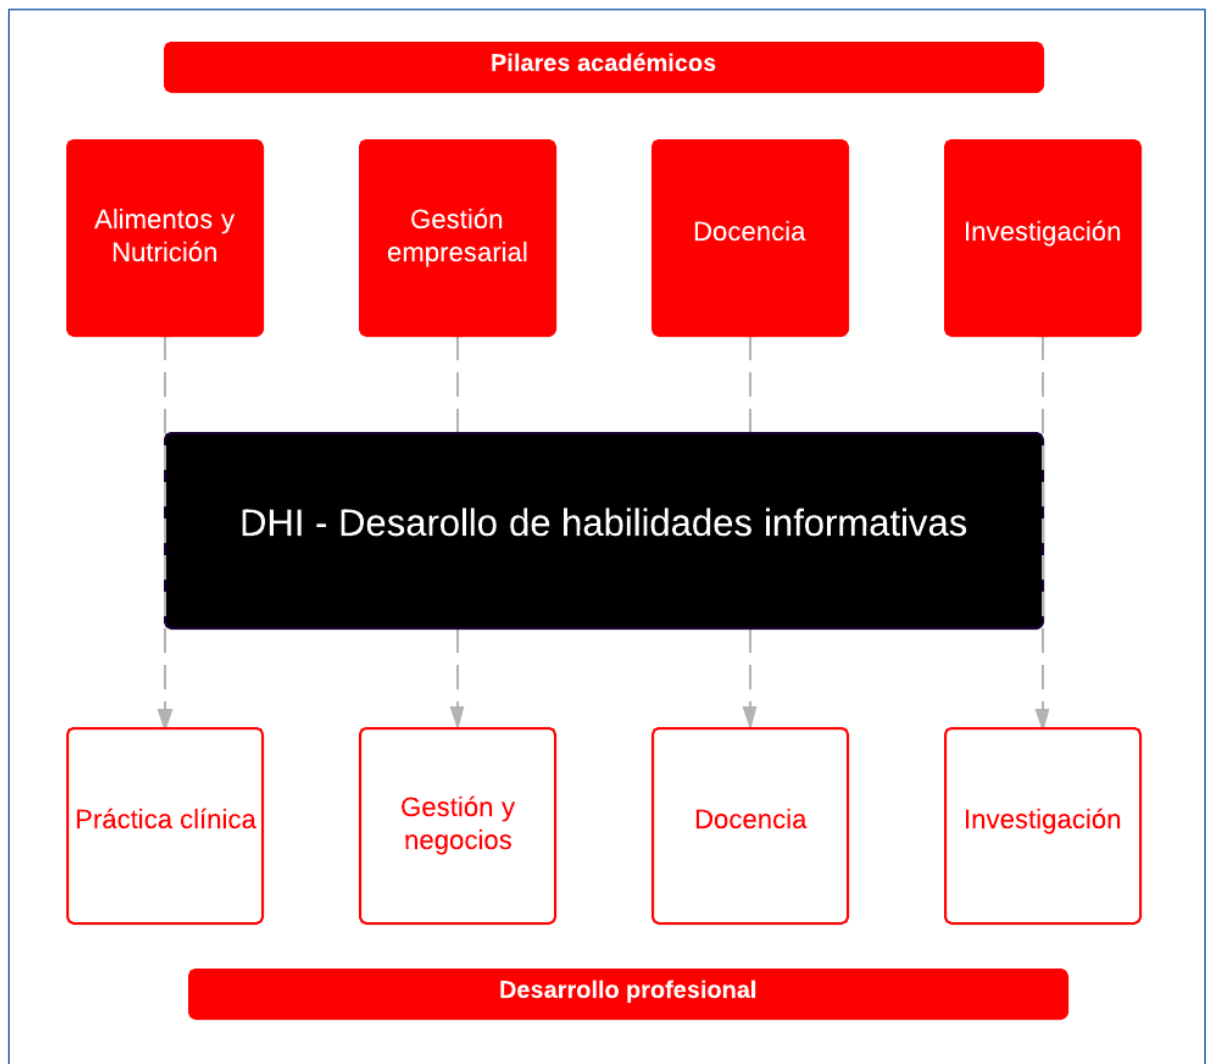 Pilares académicos
Alimentos y
Nutrición
Gestión
empresarial
Docencia
Investigación
DHI - Desarollo de habilidades informativas
Práctica clínica
Gestión y
negocios
Docencia
Investigación
Desarrollo profesional